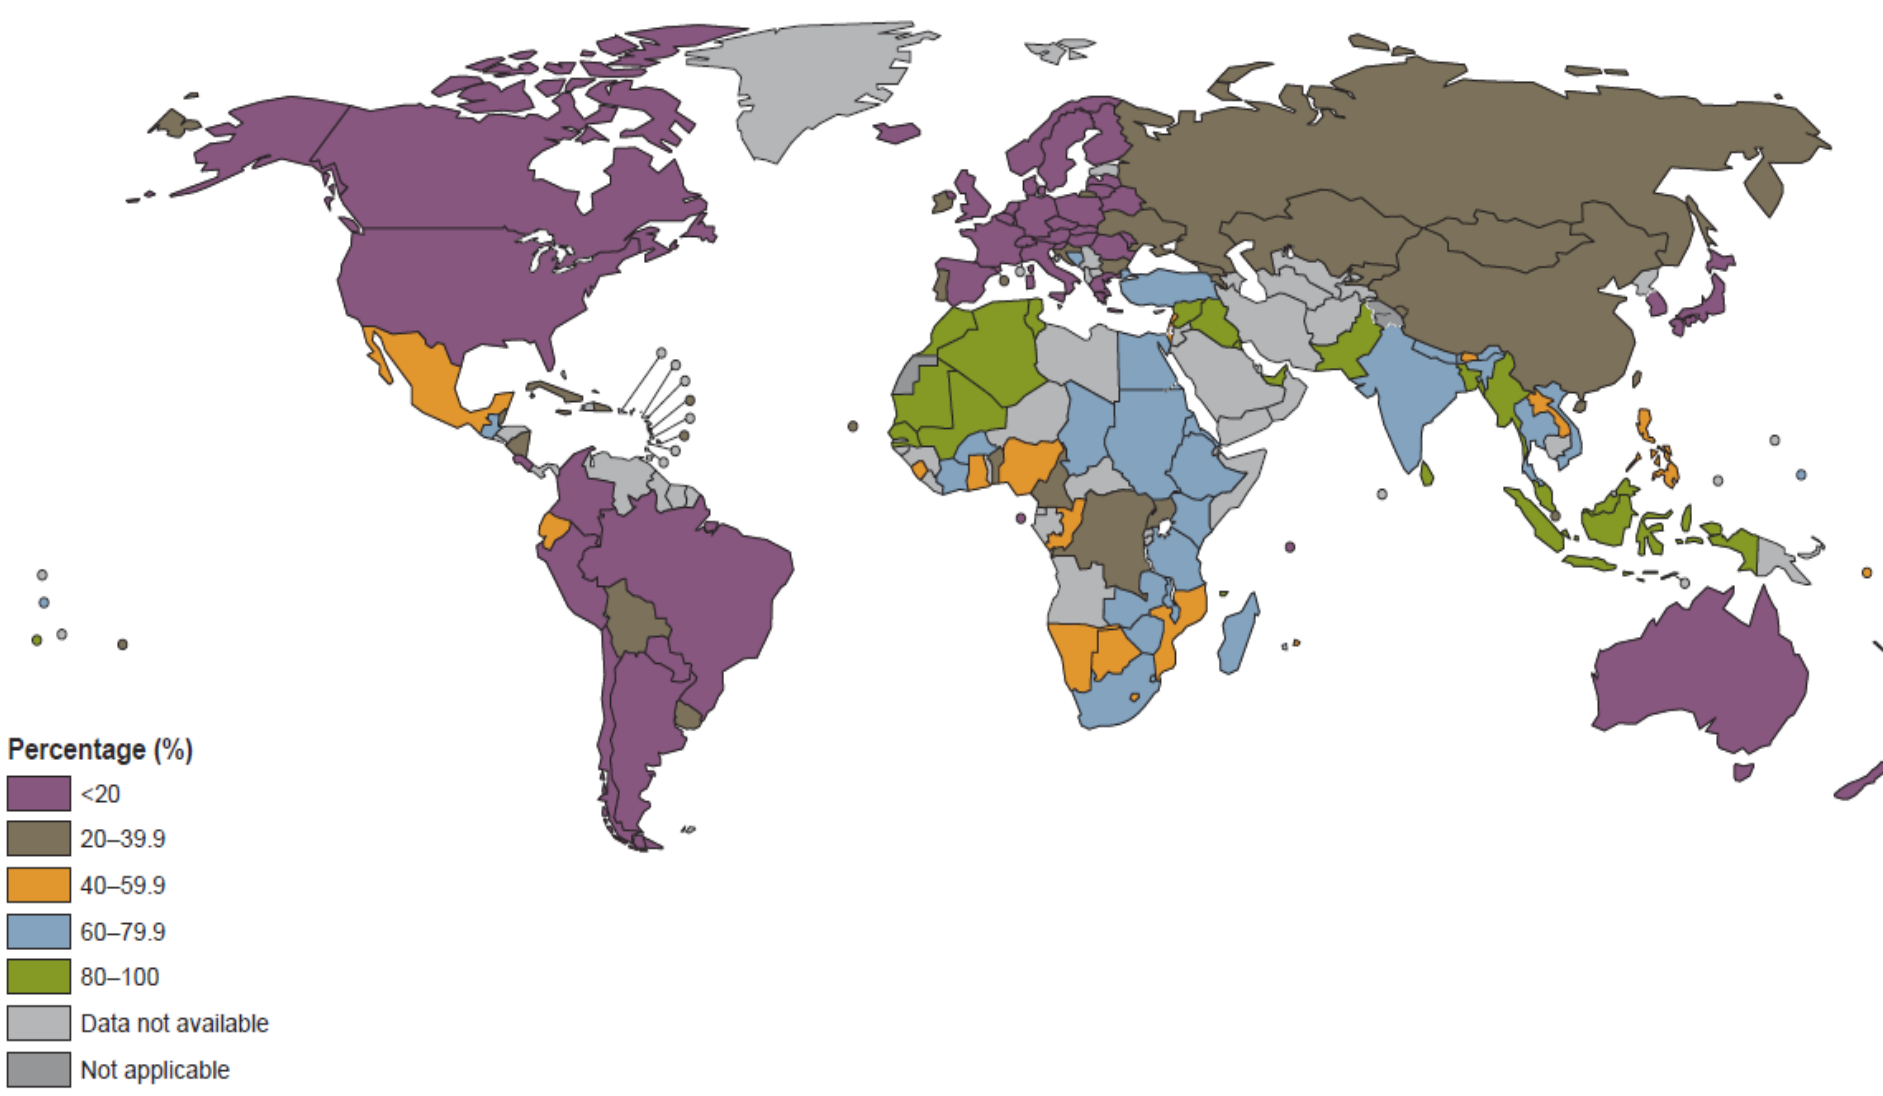 Percentage (%)
<20
20–39.9
40–59.9
60–79.9
80–100
Data not available
Not applicable